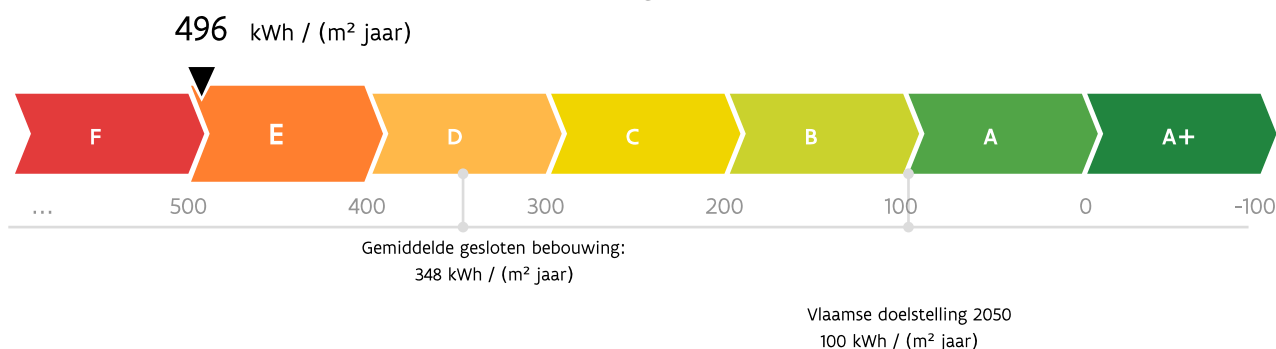 496 kWh / (m² jaar)
F E D C B A A+
... 500 400 300 200 100 0 -100
Gemiddelde gesloten bebouwing:
348 kWh / (m² jaar)
Vlaamse doelstelling 2050
100 kWh / (m² jaar)